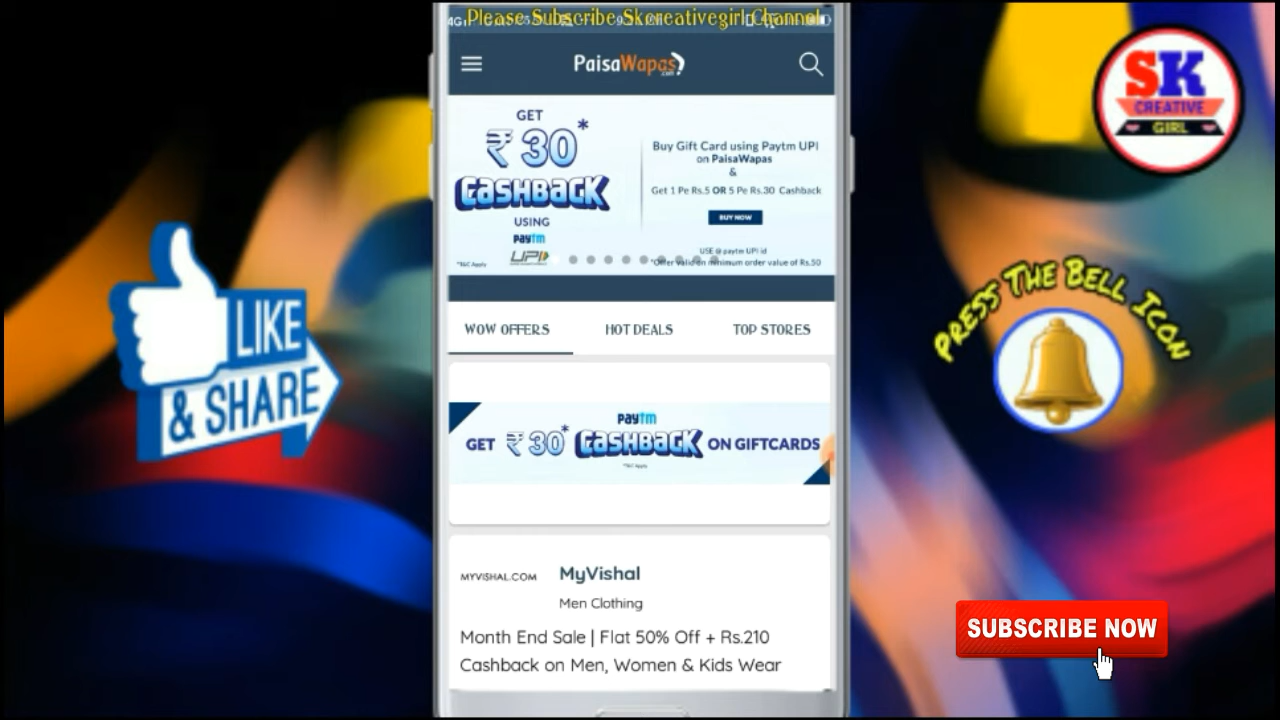 Please Subscribe Skcreativegirl Channel
4G
PaisaWapas
.com
SK
CREATIVE
GIRL
GET
₹ 30*
CASHBACK
USING
paytm
UPI
*T&C Apply
Buy Gift Card using Paytm UPI
on PaisaWapas
&
Get 1 Pe Rs.5 OR 5 Pe Rs.30 Cashback
BUY NOW
USE @paytm UPI id
*Offer valid on minimum order value of Rs.50
LIKE
& SHARE
PRESS THE BELL ICON
WOW OFFERS
HOT DEALS
TOP STORES
paytm
GET ₹30* CASHBACK ON GIFTCARDS
*T&C Apply
MYVISHAL.COM
MyVishal
Men Clothing
Month End Sale | Flat 50% Off + Rs.210
Cashback on Men, Women & Kids Wear
SUBSCRIBE NOW